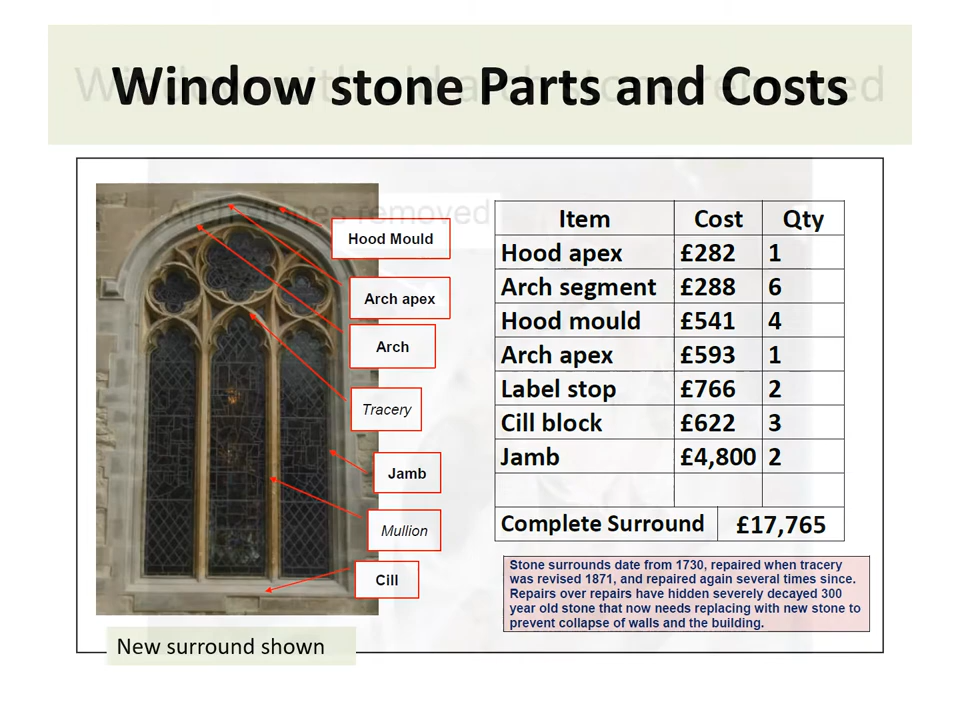 Window stone Parts and Costs
Arch stones removed
Hood Mould
Arch apex
Arch
Tracery
Jamb
Mullion
Cill
New surround shown
Item Cost Qty
Hood apex £282 1
Arch segment £288 6
Hood mould £541 4
Arch apex £593 1
Label stop £766 2
Cill block £622 3
Jamb £4,800 2
Complete Surround £17,765
Stone surrounds date from 1730, repaired when tracery
was revised 1871, and repaired again several times since.
Repairs over repairs have hidden severely decayed 300
year old stone that now needs replacing with new stone to
prevent collapse of walls and the building.